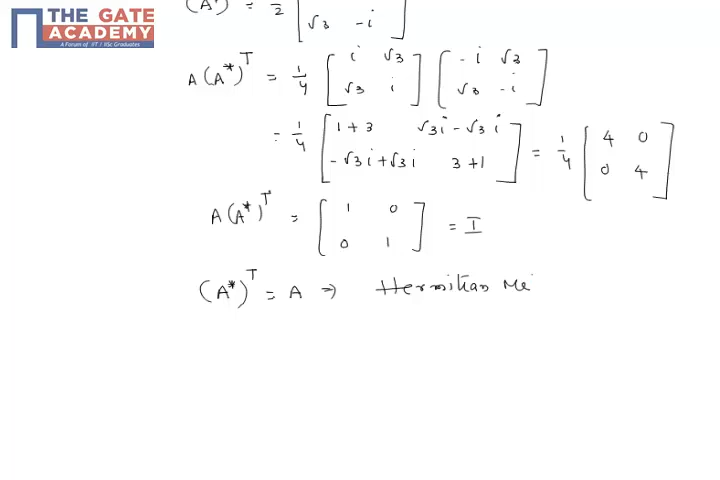 THE GATE
ACADEMY
A Forum of IIT / IISc Graduates
2 [ √3 -i ]
A(A*)ᵀ = 1/4 [ i √3 ; √3 i ] [ -i √3 ; √3 -i ]
= 1/4 [ 1+3 √3i-√3i ; -√3i+√3i 3+1 ] = 1/4 [ 4 0 ; 0 4 ]
A(A*)ᵀ = [ 1 0 ; 0 1 ] = I
(A*)ᵀ = A ⇒ Hermitian Ma